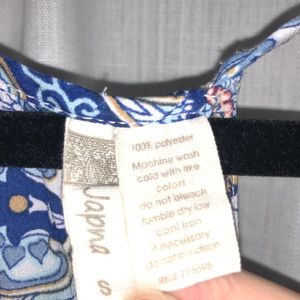 100% polyester
Machine wash
cold with like
colors
do not bleach
tumble dry low
cool iron
if necessary
do not dry clean
Japna
S